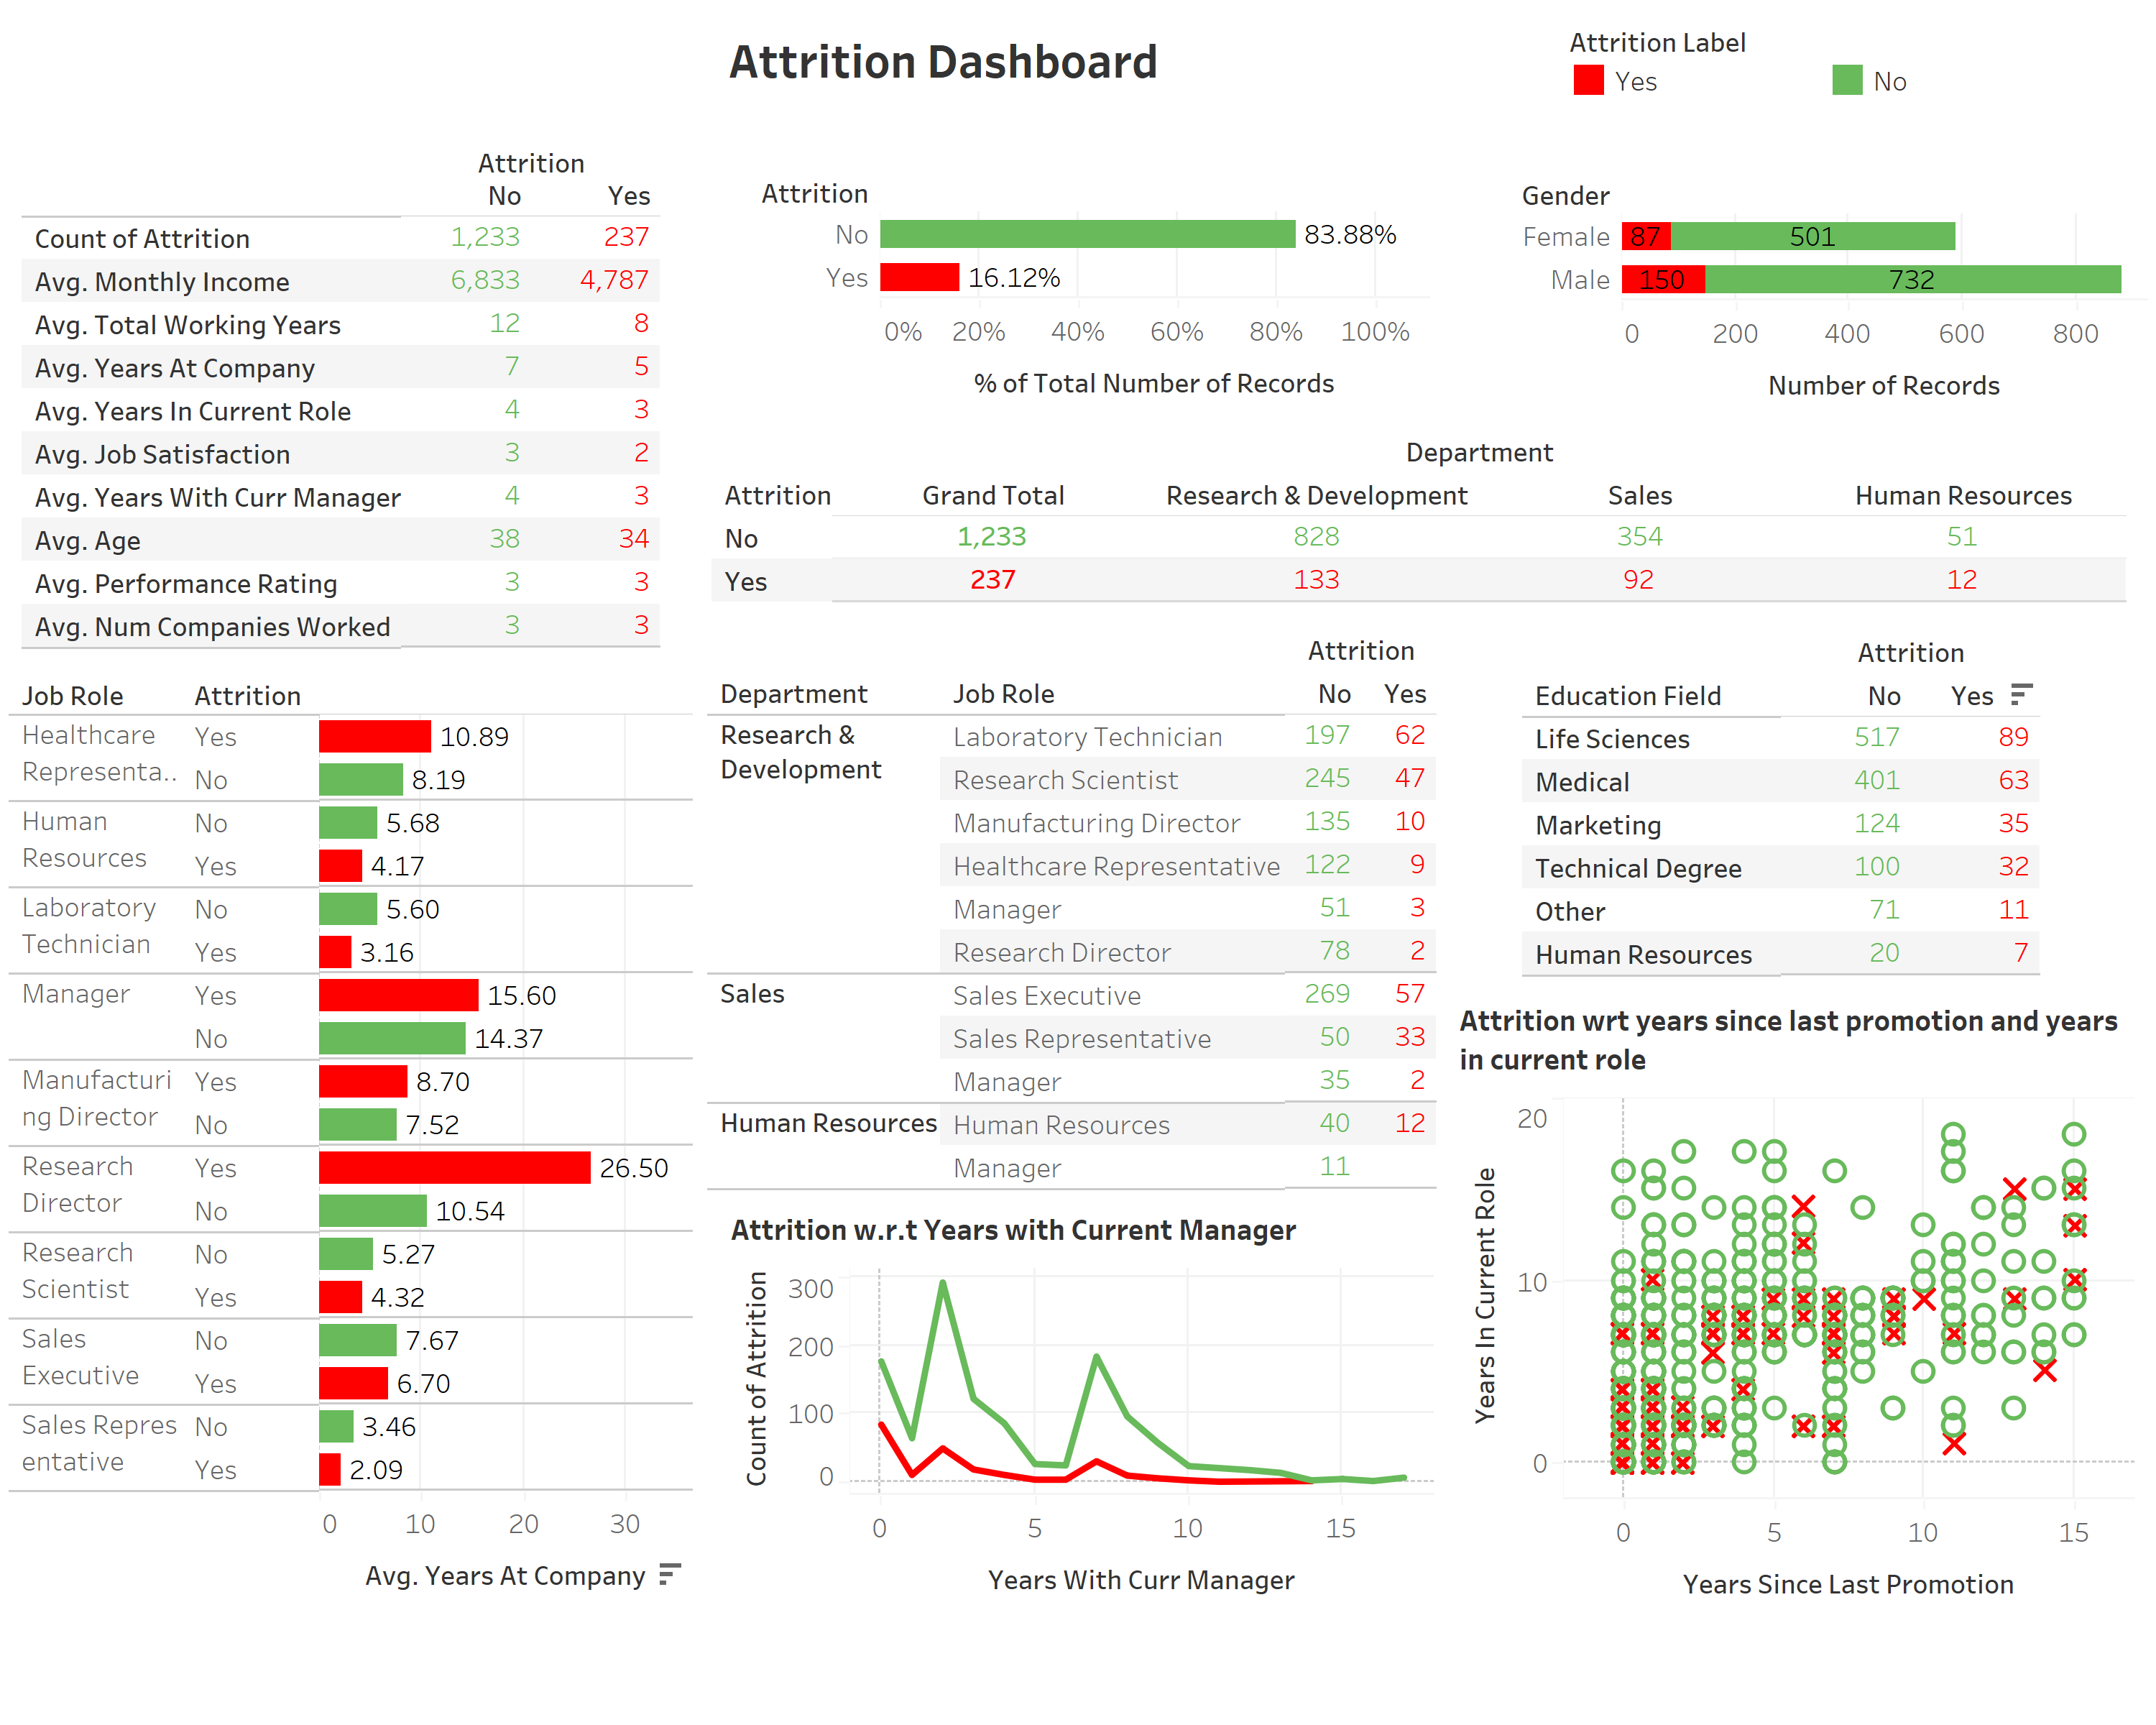 Attrition Dashboard
Attrition Label
Yes No
Attrition
No Yes
Count of Attrition 1,233 237
Avg. Monthly Income 6,833 4,787
Avg. Total Working Years 12 8
Avg. Years At Company 7 5
Avg. Years In Current Role 4 3
Avg. Job Satisfaction 3 2
Avg. Years With Curr Manager 4 3
Avg. Age 38 34
Avg. Performance Rating 3 3
Avg. Num Companies Worked 3 3
Attrition
No 83.88%
Yes 16.12%
0% 20% 40% 60% 80% 100%
% of Total Number of Records
Gender
Female 87 501
Male 150 732
0 200 400 600 800
Number of Records
Department
Attrition Grand Total Research & Development Sales Human Resources
No 1,233 828 354 51
Yes 237 133 92 12
Job Role Attrition
Healthcare Yes 10.89
Representa.. No 8.19
Human No 5.68
Resources Yes 4.17
Laboratory No 5.60
Technician Yes 3.16
Manager Yes 15.60
No 14.37
Manufacturi Yes 8.70
ng Director No 7.52
Research Yes 26.50
Director No 10.54
Research No 5.27
Scientist Yes 4.32
Sales No 7.67
Executive Yes 6.70
Sales Repres No 3.46
entative Yes 2.09
0 10 20 30
Avg. Years At Company
Attrition
Department Job Role No Yes
Research & Laboratory Technician 197 62
Development Research Scientist 245 47
Manufacturing Director 135 10
Healthcare Representative 122 9
Manager 51 3
Research Director 78 2
Sales Sales Executive 269 57
Sales Representative 50 33
Manager 35 2
Human Resources Human Resources 40 12
Manager 11
Attrition
Education Field No Yes
Life Sciences 517 89
Medical 401 63
Marketing 124 35
Technical Degree 100 32
Other 71 11
Human Resources 20 7
Attrition w.r.t Years with Current Manager
Count of Attrition
300
200
100
0
0 5 10 15
Years With Curr Manager
Attrition wrt years since last promotion and years
in current role
Years In Current Role
20
10
0
0 5 10 15
Years Since Last Promotion